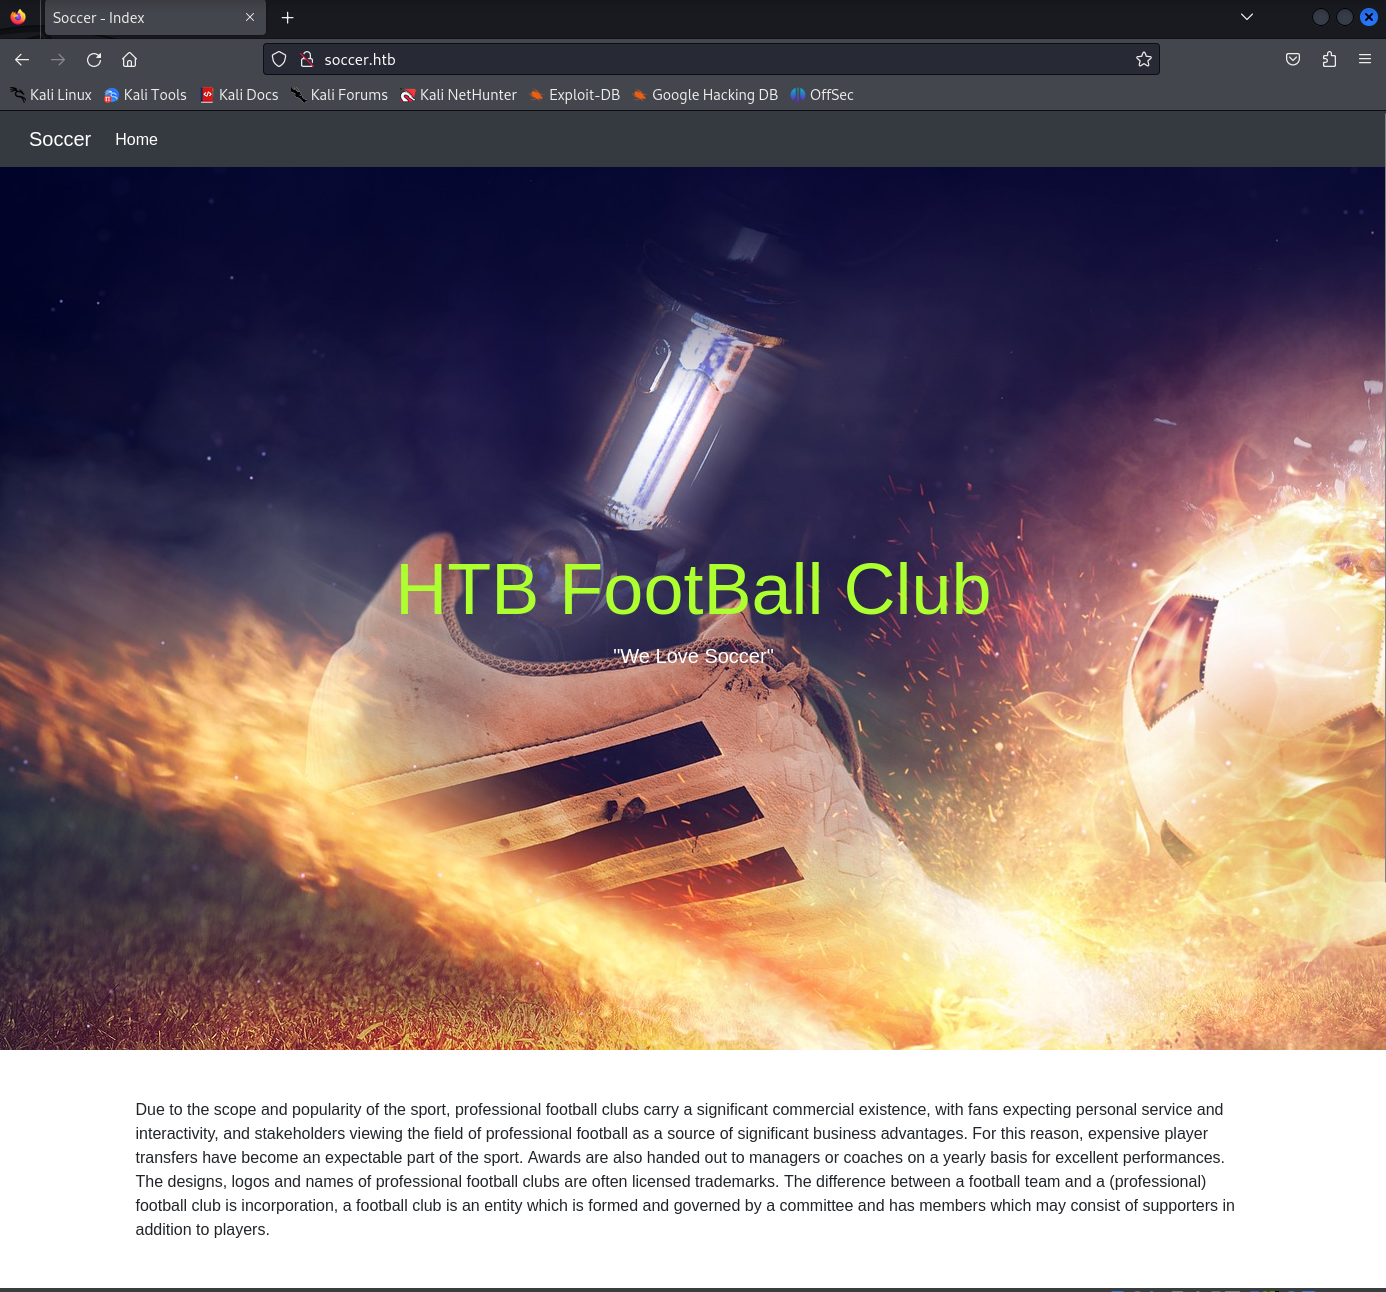 Soccer - Index
soccer.htb
Kali Linux Kali Tools Kali Docs Kali Forums Kali NetHunter Exploit-DB Google Hacking DB OffSec
Soccer Home
HTB FootBall Club
"We Love Soccer"
Due to the scope and popularity of the sport, professional football clubs carry a significant commercial existence, with fans expecting personal service and
interactivity, and stakeholders viewing the field of professional football as a source of significant business advantages. For this reason, expensive player
transfers have become an expectable part of the sport. Awards are also handed out to managers or coaches on a yearly basis for excellent performances.
The designs, logos and names of professional football clubs are often licensed trademarks. The difference between a football team and a (professional)
football club is incorporation, a football club is an entity which is formed and governed by a committee and has members which may consist of supporters in
addition to players.